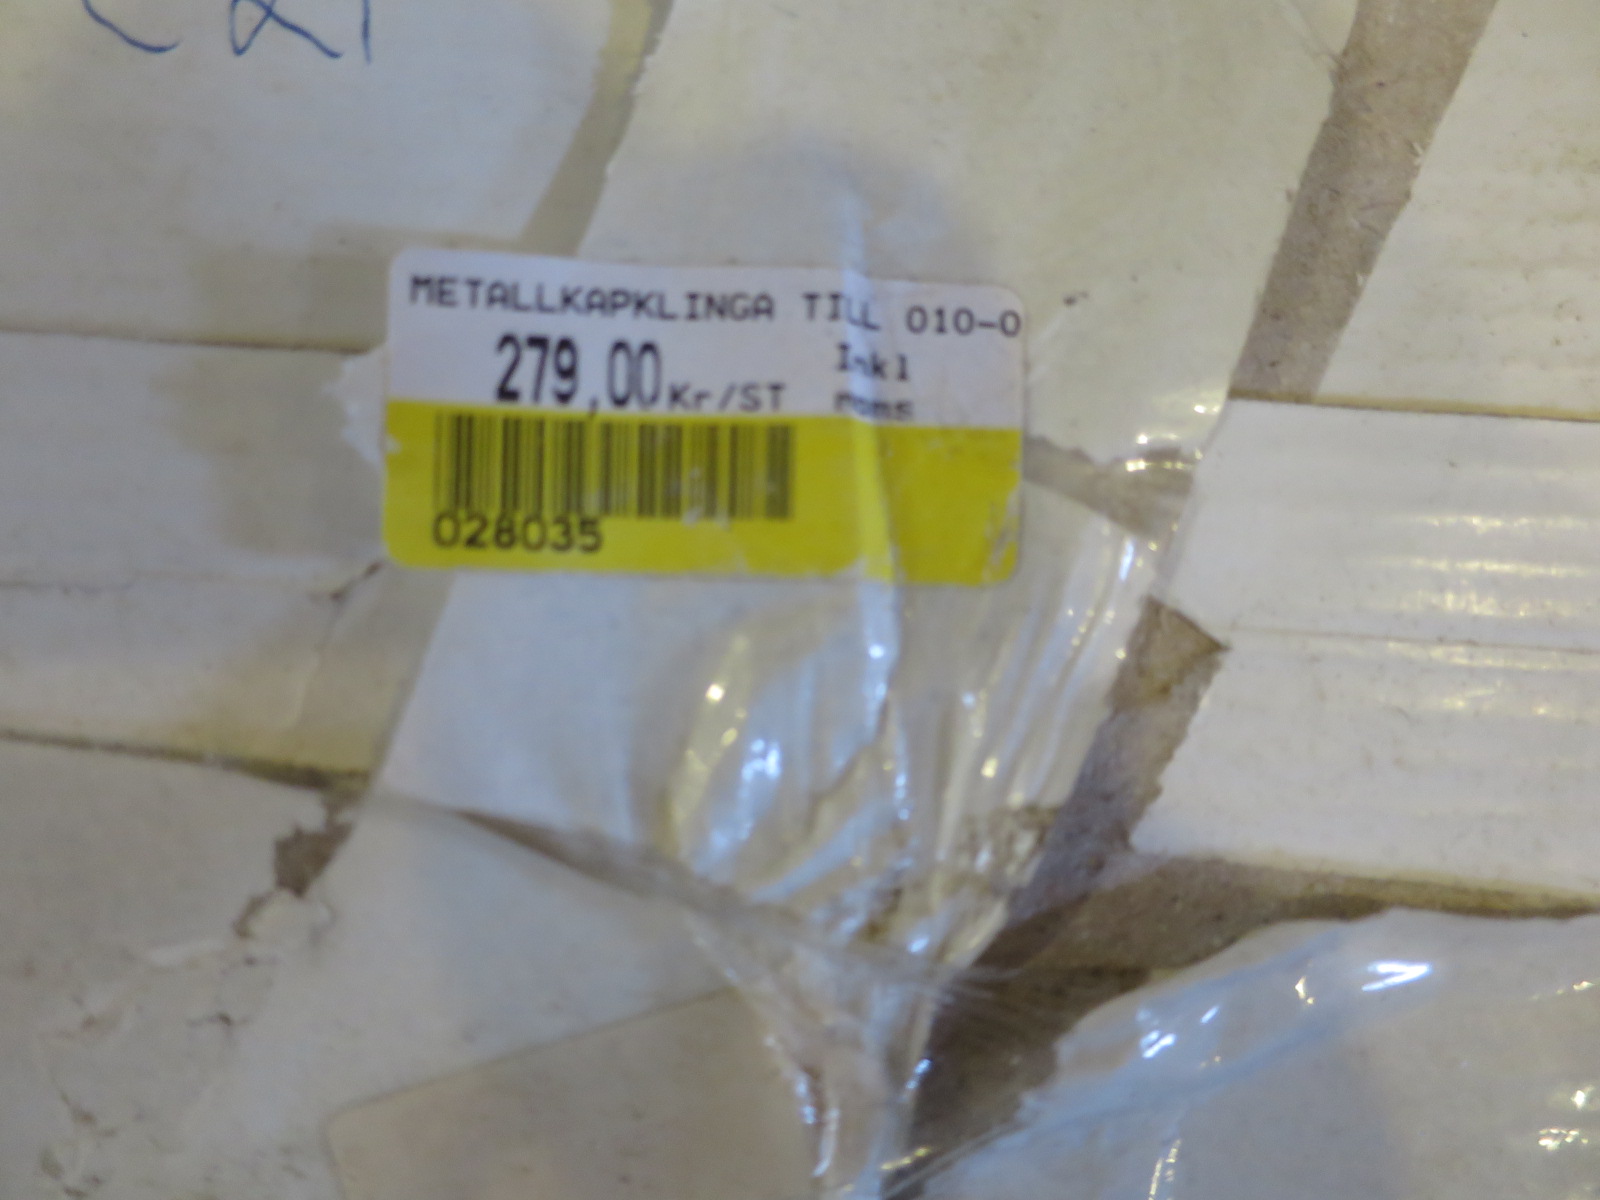 METALLKAPKLINGA TILL 010-0
279,00 Kr/ST Inkl
moms
028035